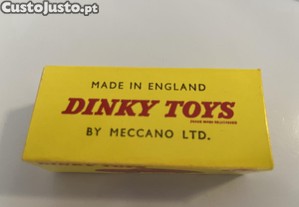 CustoJusto.pt
MADE IN ENGLAND
DINKY TOYS
BY MECCANO LTD.